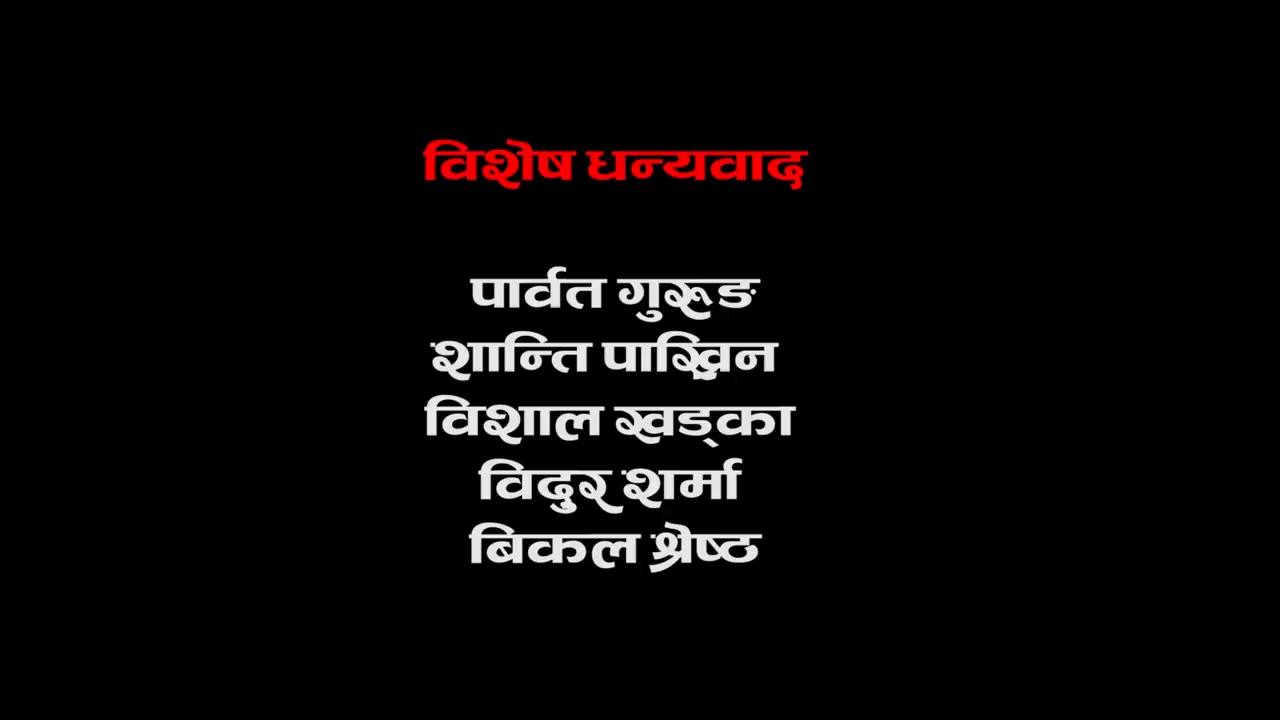 विशेष धन्यवाद
पार्वत गुरूङ
शान्ति पाख्रिन
विशाल खड्का
विदुर शर्मा
बिकल श्रेष्ठ